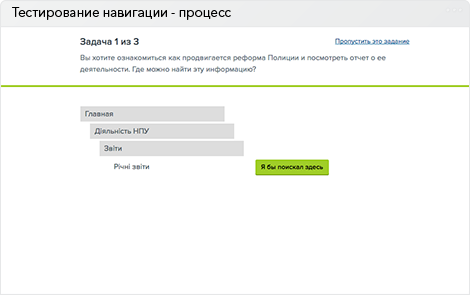 Тестирование навигации - процесс
Задача 1 из 3
Пропустить это задание
Вы хотите ознакомиться как продвигается реформа Полиции и посмотреть отчет о ее
деятельности. Где можно найти эту информацию?
Главная
Діяльність НПУ
Звіти
Річні звіти
Я бы поискал здесь